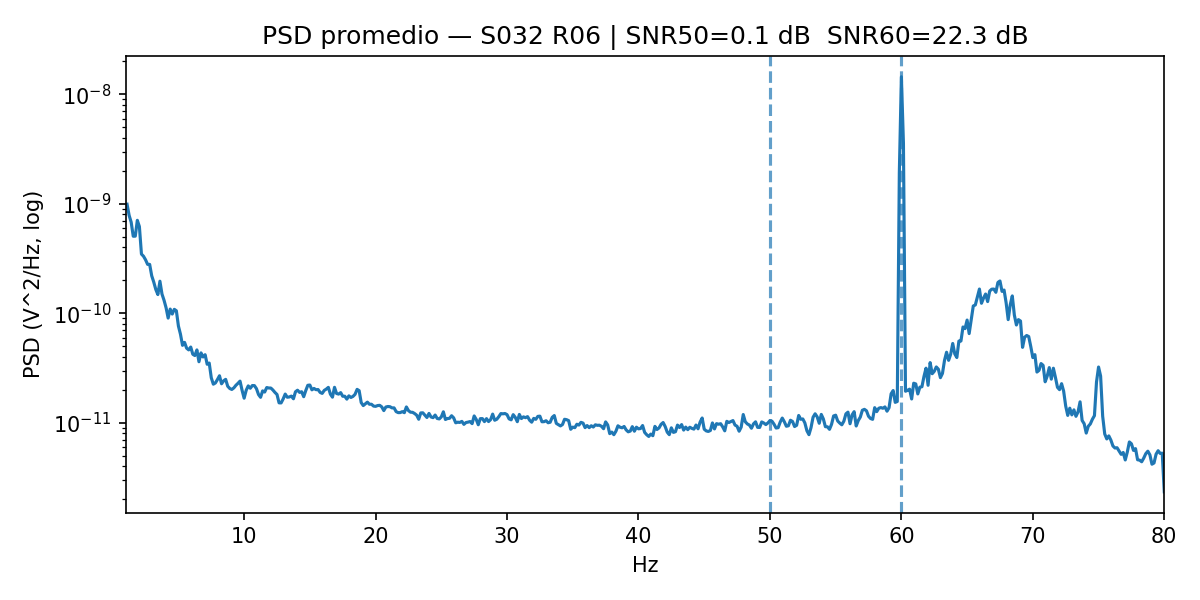 PSD promedio — S032 R06 | SNR50=0.1 dB  SNR60=22.3 dB
PSD (V^2/Hz, log)
10⁻⁸
10⁻⁹
10⁻¹⁰
10⁻¹¹
10 20 30 40 50 60 70 80
Hz